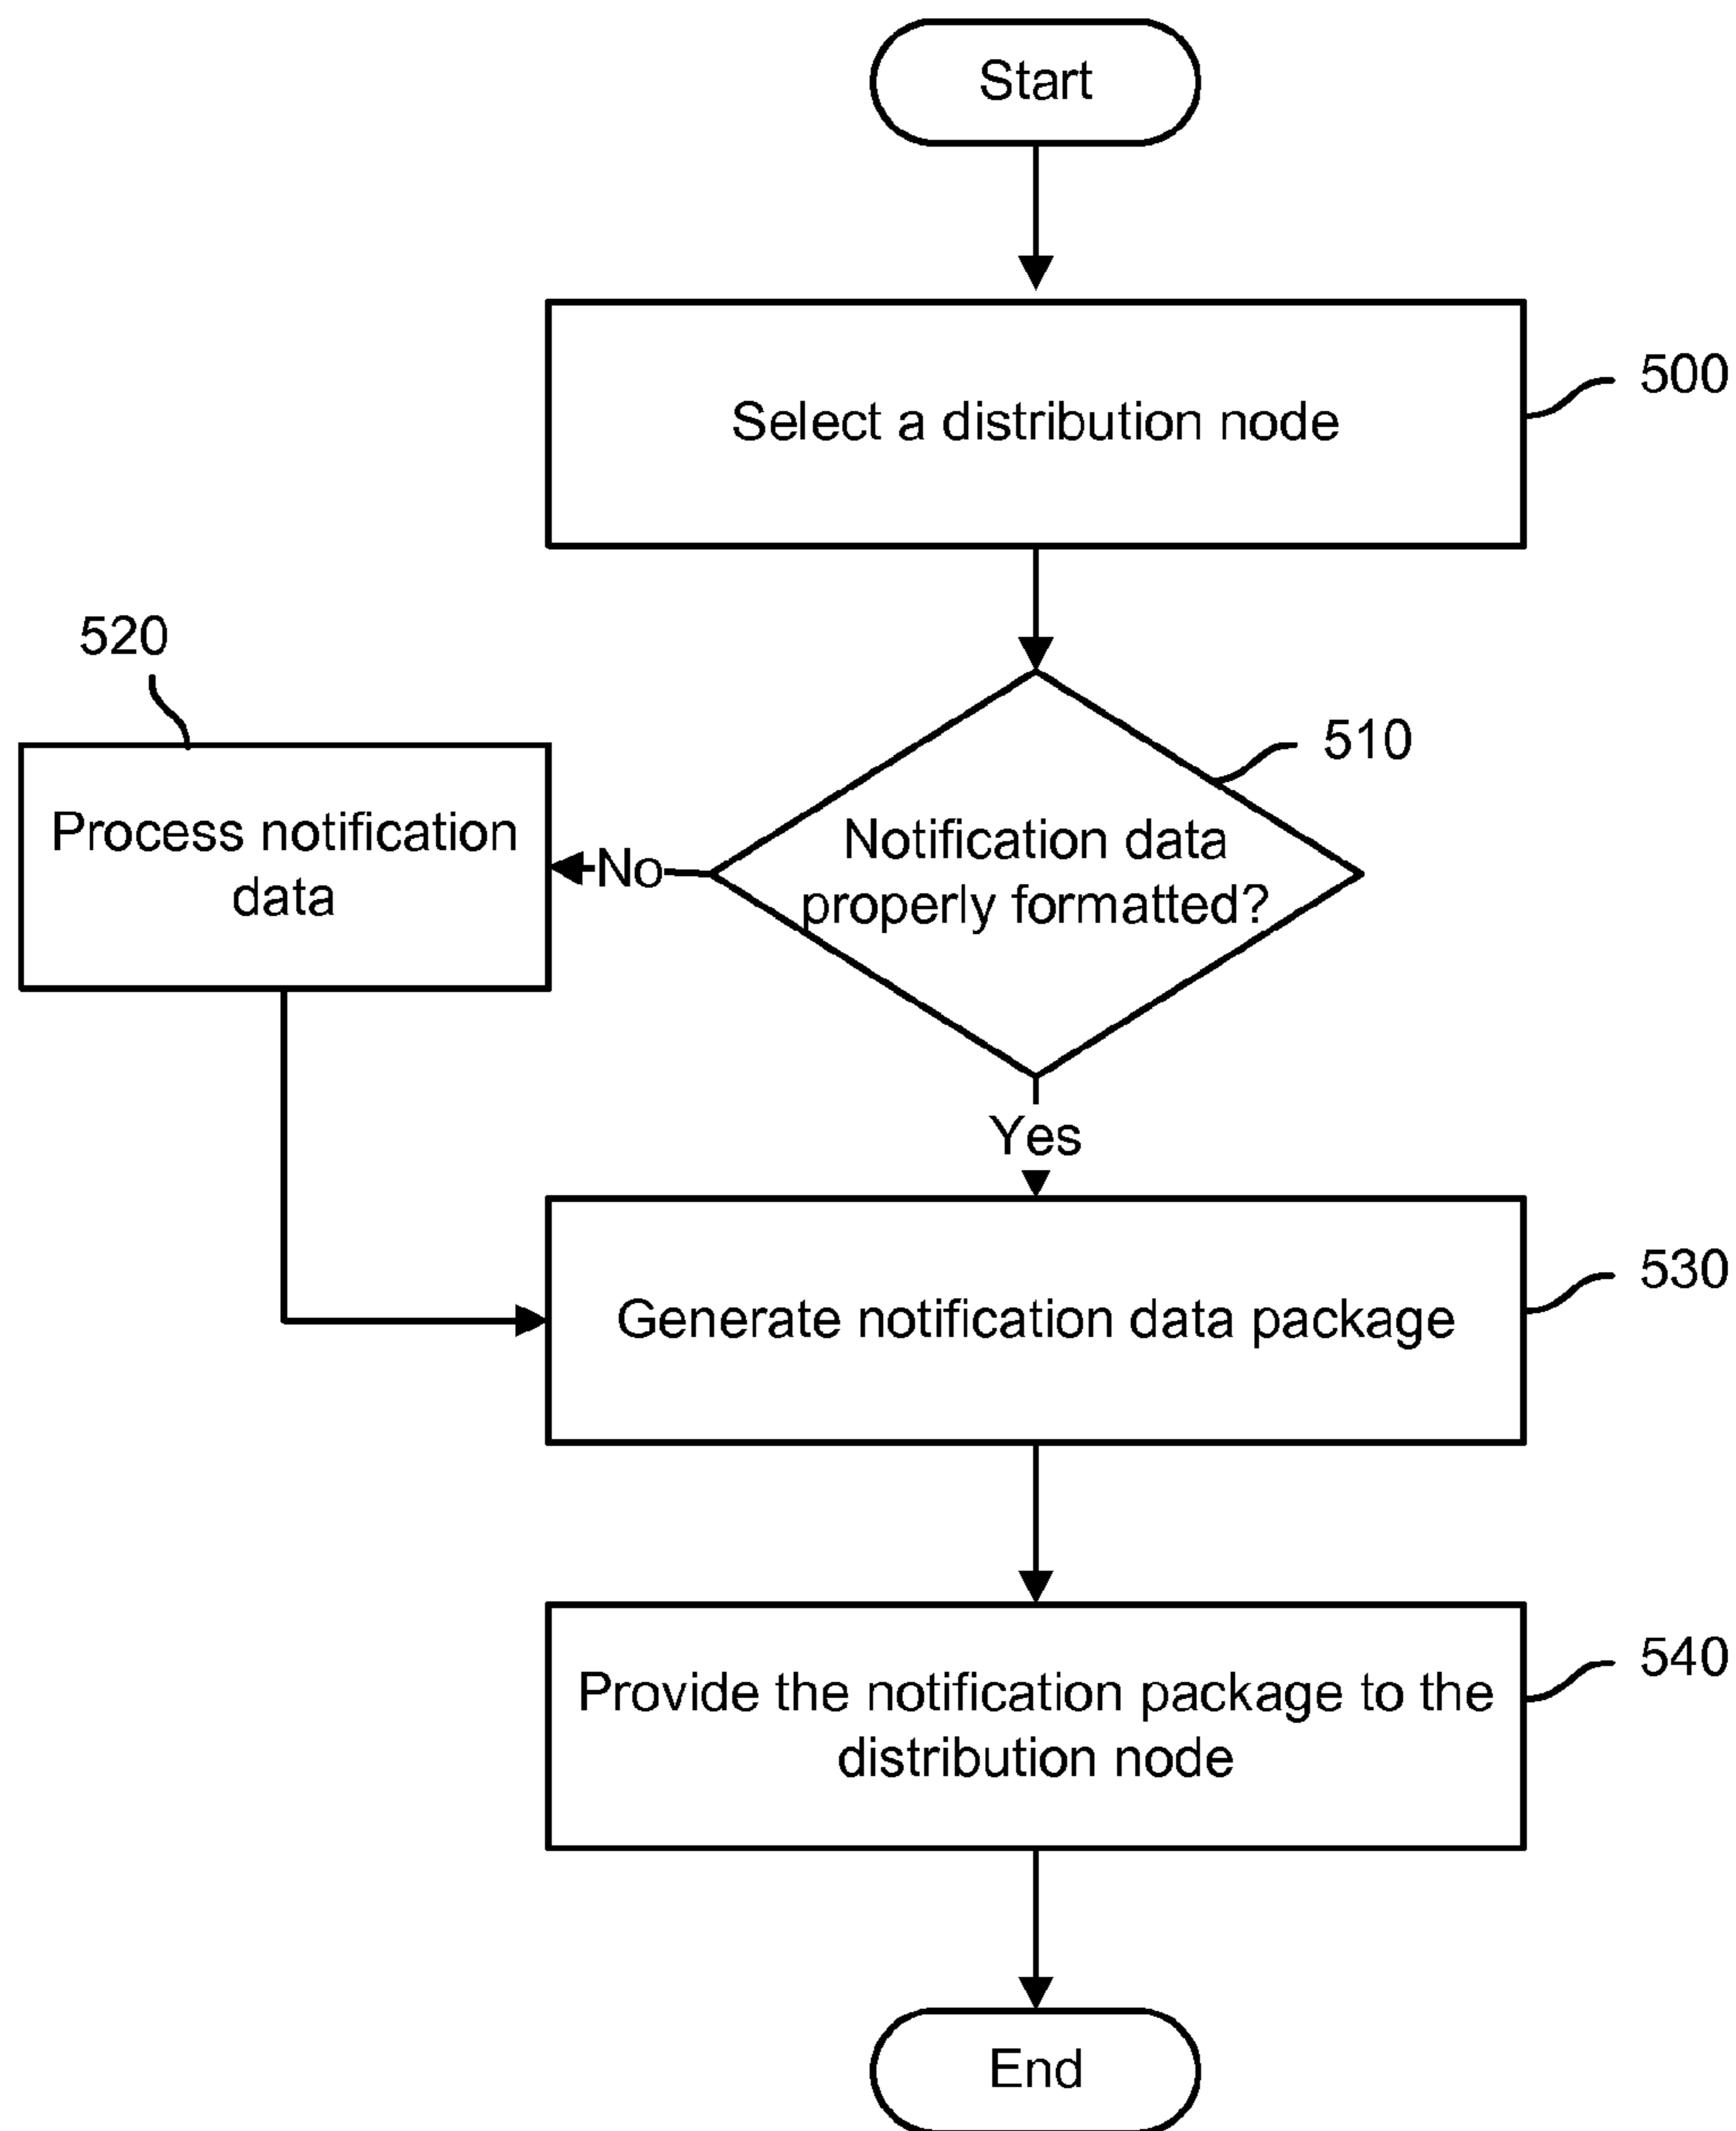 Start
Select a distribution node
500
520
510
Process notification
data
No
Notification data
properly formatted?
Yes
Generate notification data package
530
Provide the notification package to the
distribution node
540
End